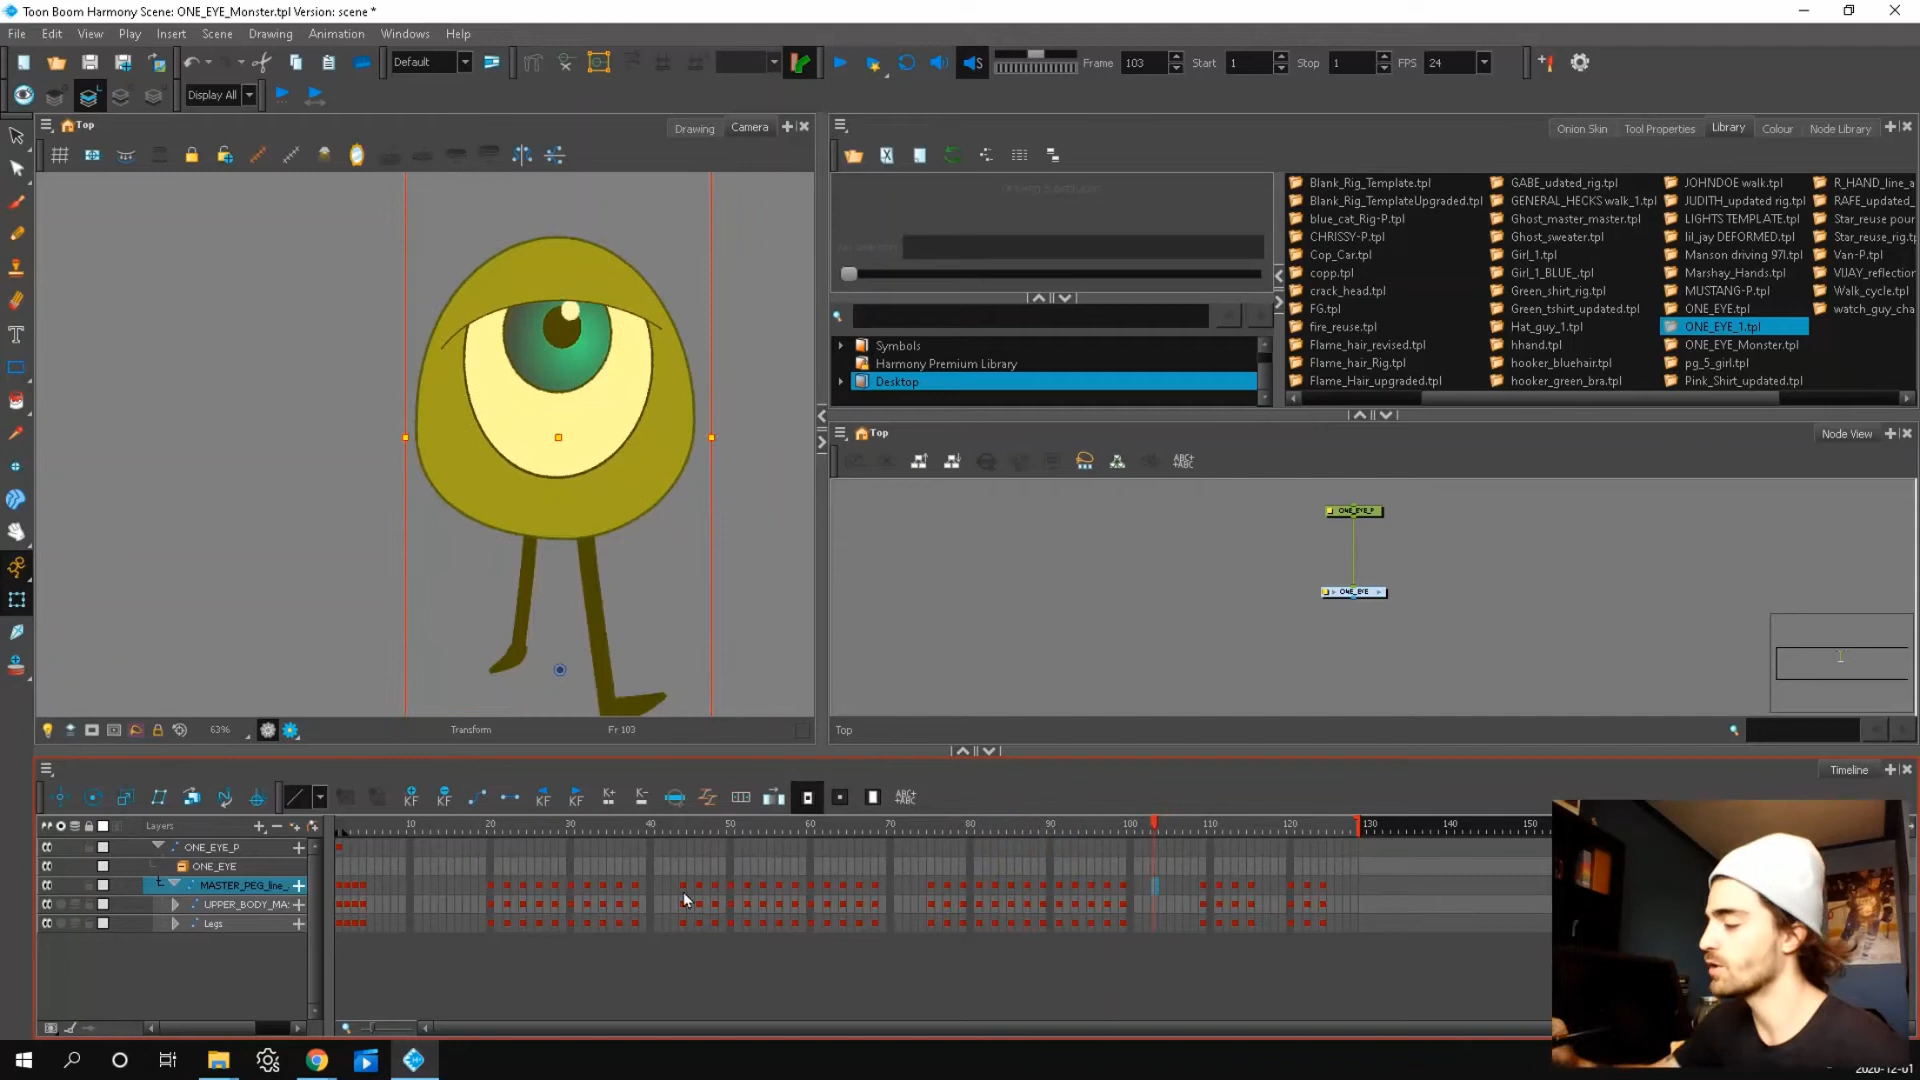 Toon Boom Harmony Scene: ONE_EYE_Monster.tpl Version: scene *
File Edit View Play Insert Scene Drawing Animation Windows Help
Default
Frame 103 Start 1 Stop 1 FPS 24
Display All
Top
Drawing Camera
Onion Skin Tool Properties Library Colour Node Library
Blank_Rig_Template.tpl GABE_udated_rig.tpl JOHNDOE walk.tpl R_HAND_line_a
Blank_Rig_TemplateUpgraded.tpl GENERAL_HECKS walk_1.tpl JUDITH_updated rig.tpl RAFE_updated_
blue_cat_Rig-P.tpl Ghost_master_master.tpl LIGHTS TEMPLATE.tpl Star_reuse pour
CHRISSY-P.tpl Ghost_sweater.tpl lil_jay DEFORMED.tpl Star_reuse_rig.tp
Cop_Car.tpl Girl_1.tpl Manson driving 97l.tpl Van-P.tpl
copp.tpl Girl_1_BLUE_.tpl Marshay_Hands.tpl VIJAY_reflection
crack_head.tpl Green_shirt_rig.tpl MUSTANG-P.tpl Walk_cycle.tpl
FG.tpl Green_tshirt_updated.tpl ONE_EYE.tpl watch_guy_cha
fire_reuse.tpl Hat_guy_1.tpl ONE_EYE_1.tpl
Flame_hair_revised.tpl hhand.tpl ONE_EYE_Monster.tpl
Flame_hair_Rig.tpl hooker_bluehair.tpl pg_5_girl.tpl
Flame_Hair_upgraded.tpl hooker_green_bra.tpl Pink_Shirt_updated.tpl
Symbols
Harmony Premium Library
Desktop
Top
Node View
ABC+
+ABC
ONE_EYE_P
ONE_EYE
63% Transform Fr 103
Top
Timeline
KF KF KF KF K+ K- ABC+
+ABC
Layers
10 20 30 40 50 60 70 80 90 100 110 120 130 140 150
ONE_EYE_P
ONE_EYE
MASTER_PEG_line_
UPPER_BODY_MA:
Legs
2020-12-01